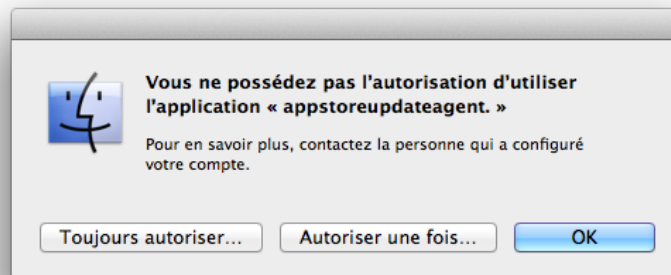 Vous ne possédez pas l'autorisation d'utiliser
l'application « appstoreupdateagent. »
Pour en savoir plus, contactez la personne qui a configuré
votre compte.
Toujours autoriser...
Autoriser une fois...
OK